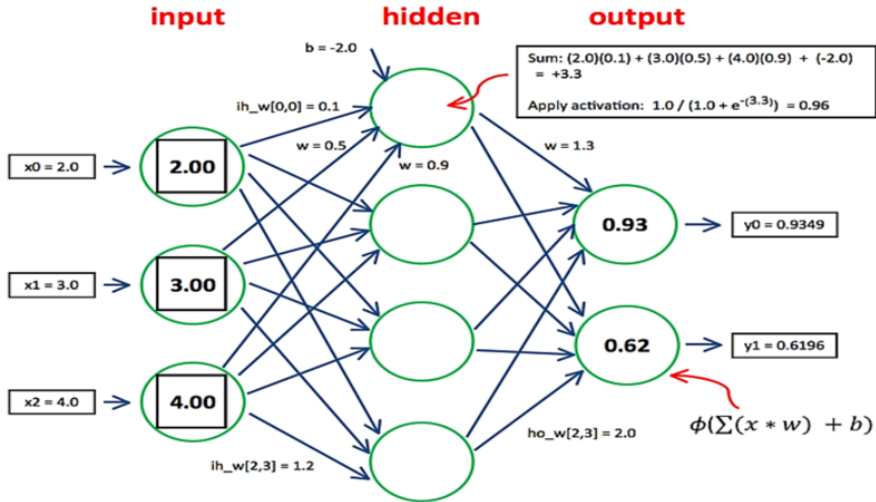 input
hidden
output
b = -2.0
Sum: (2.0)(0.1) + (3.0)(0.5) + (4.0)(0.9) + (-2.0)
= +3.3
Apply activation: 1.0 / (1.0 + e^-(3.3)) = 0.96
ih_w[0,0] = 0.1
w = 0.5
w = 0.9
w = 1.3
x0 = 2.0
2.00
0.93
y0 = 0.9349
x1 = 3.0
3.00
0.62
y1 = 0.6196
x2 = 4.0
4.00
ϕ(∑(x * w) + b)
ho_w[2,3] = 2.0
ih_w[2,3] = 1.2